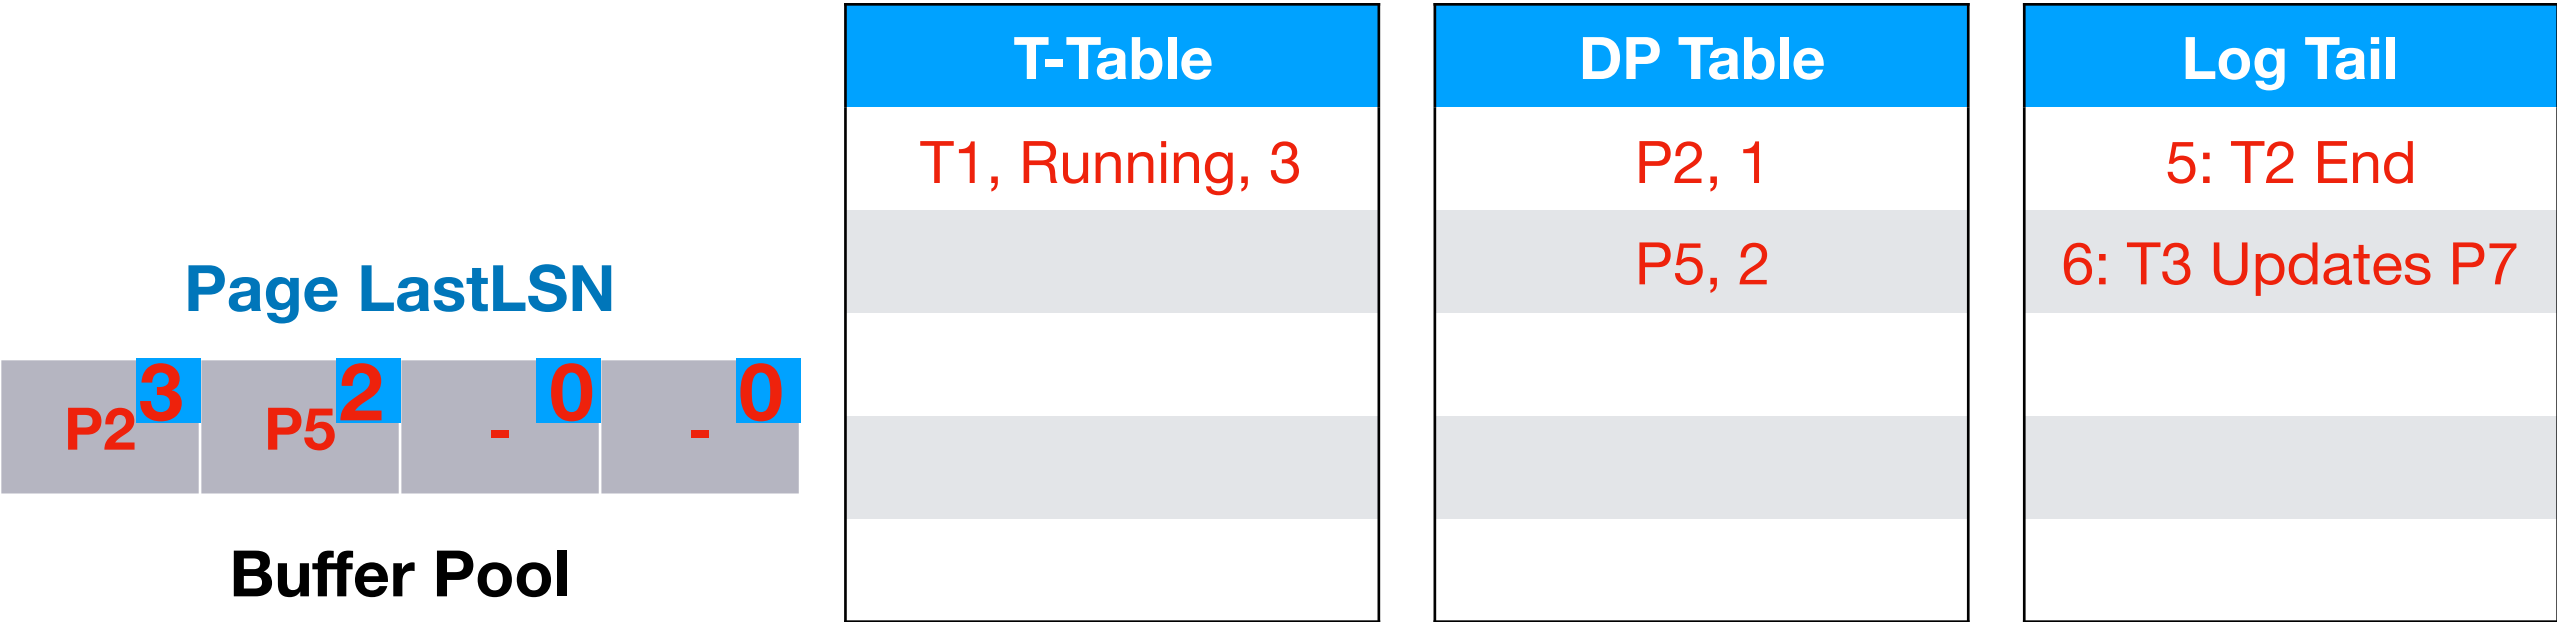 Page LastLSN
P2 3 P5 2 - 0 - 0
Buffer Pool
T-Table
T1, Running, 3
DP Table
P2, 1
P5, 2
Log Tail
5: T2 End
6: T3 Updates P7